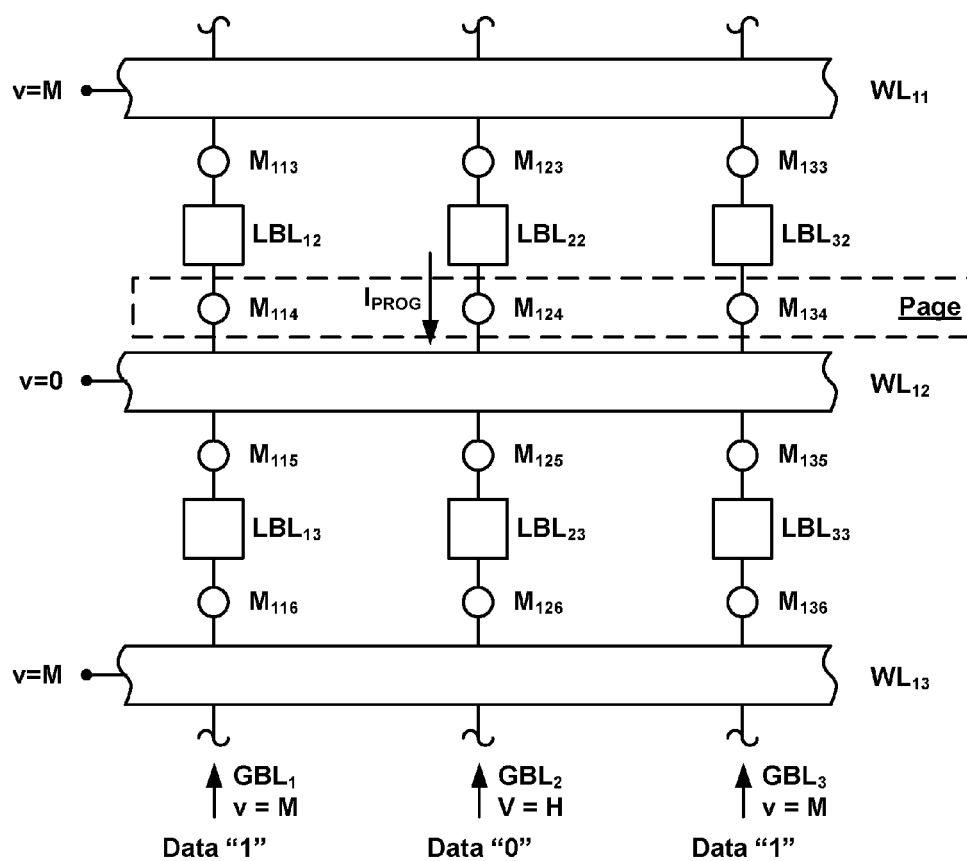 v=M WL11
M113 M123 M133
LBL12 LBL22 LBL32
IPROG
M114 M124 M134 Page
v=0 WL12
M115 M125 M135
LBL13 LBL23 LBL33
M116 M126 M136
v=M WL13
GBL1 GBL2 GBL3
v = M V = H v = M
Data “1” Data “0” Data “1”